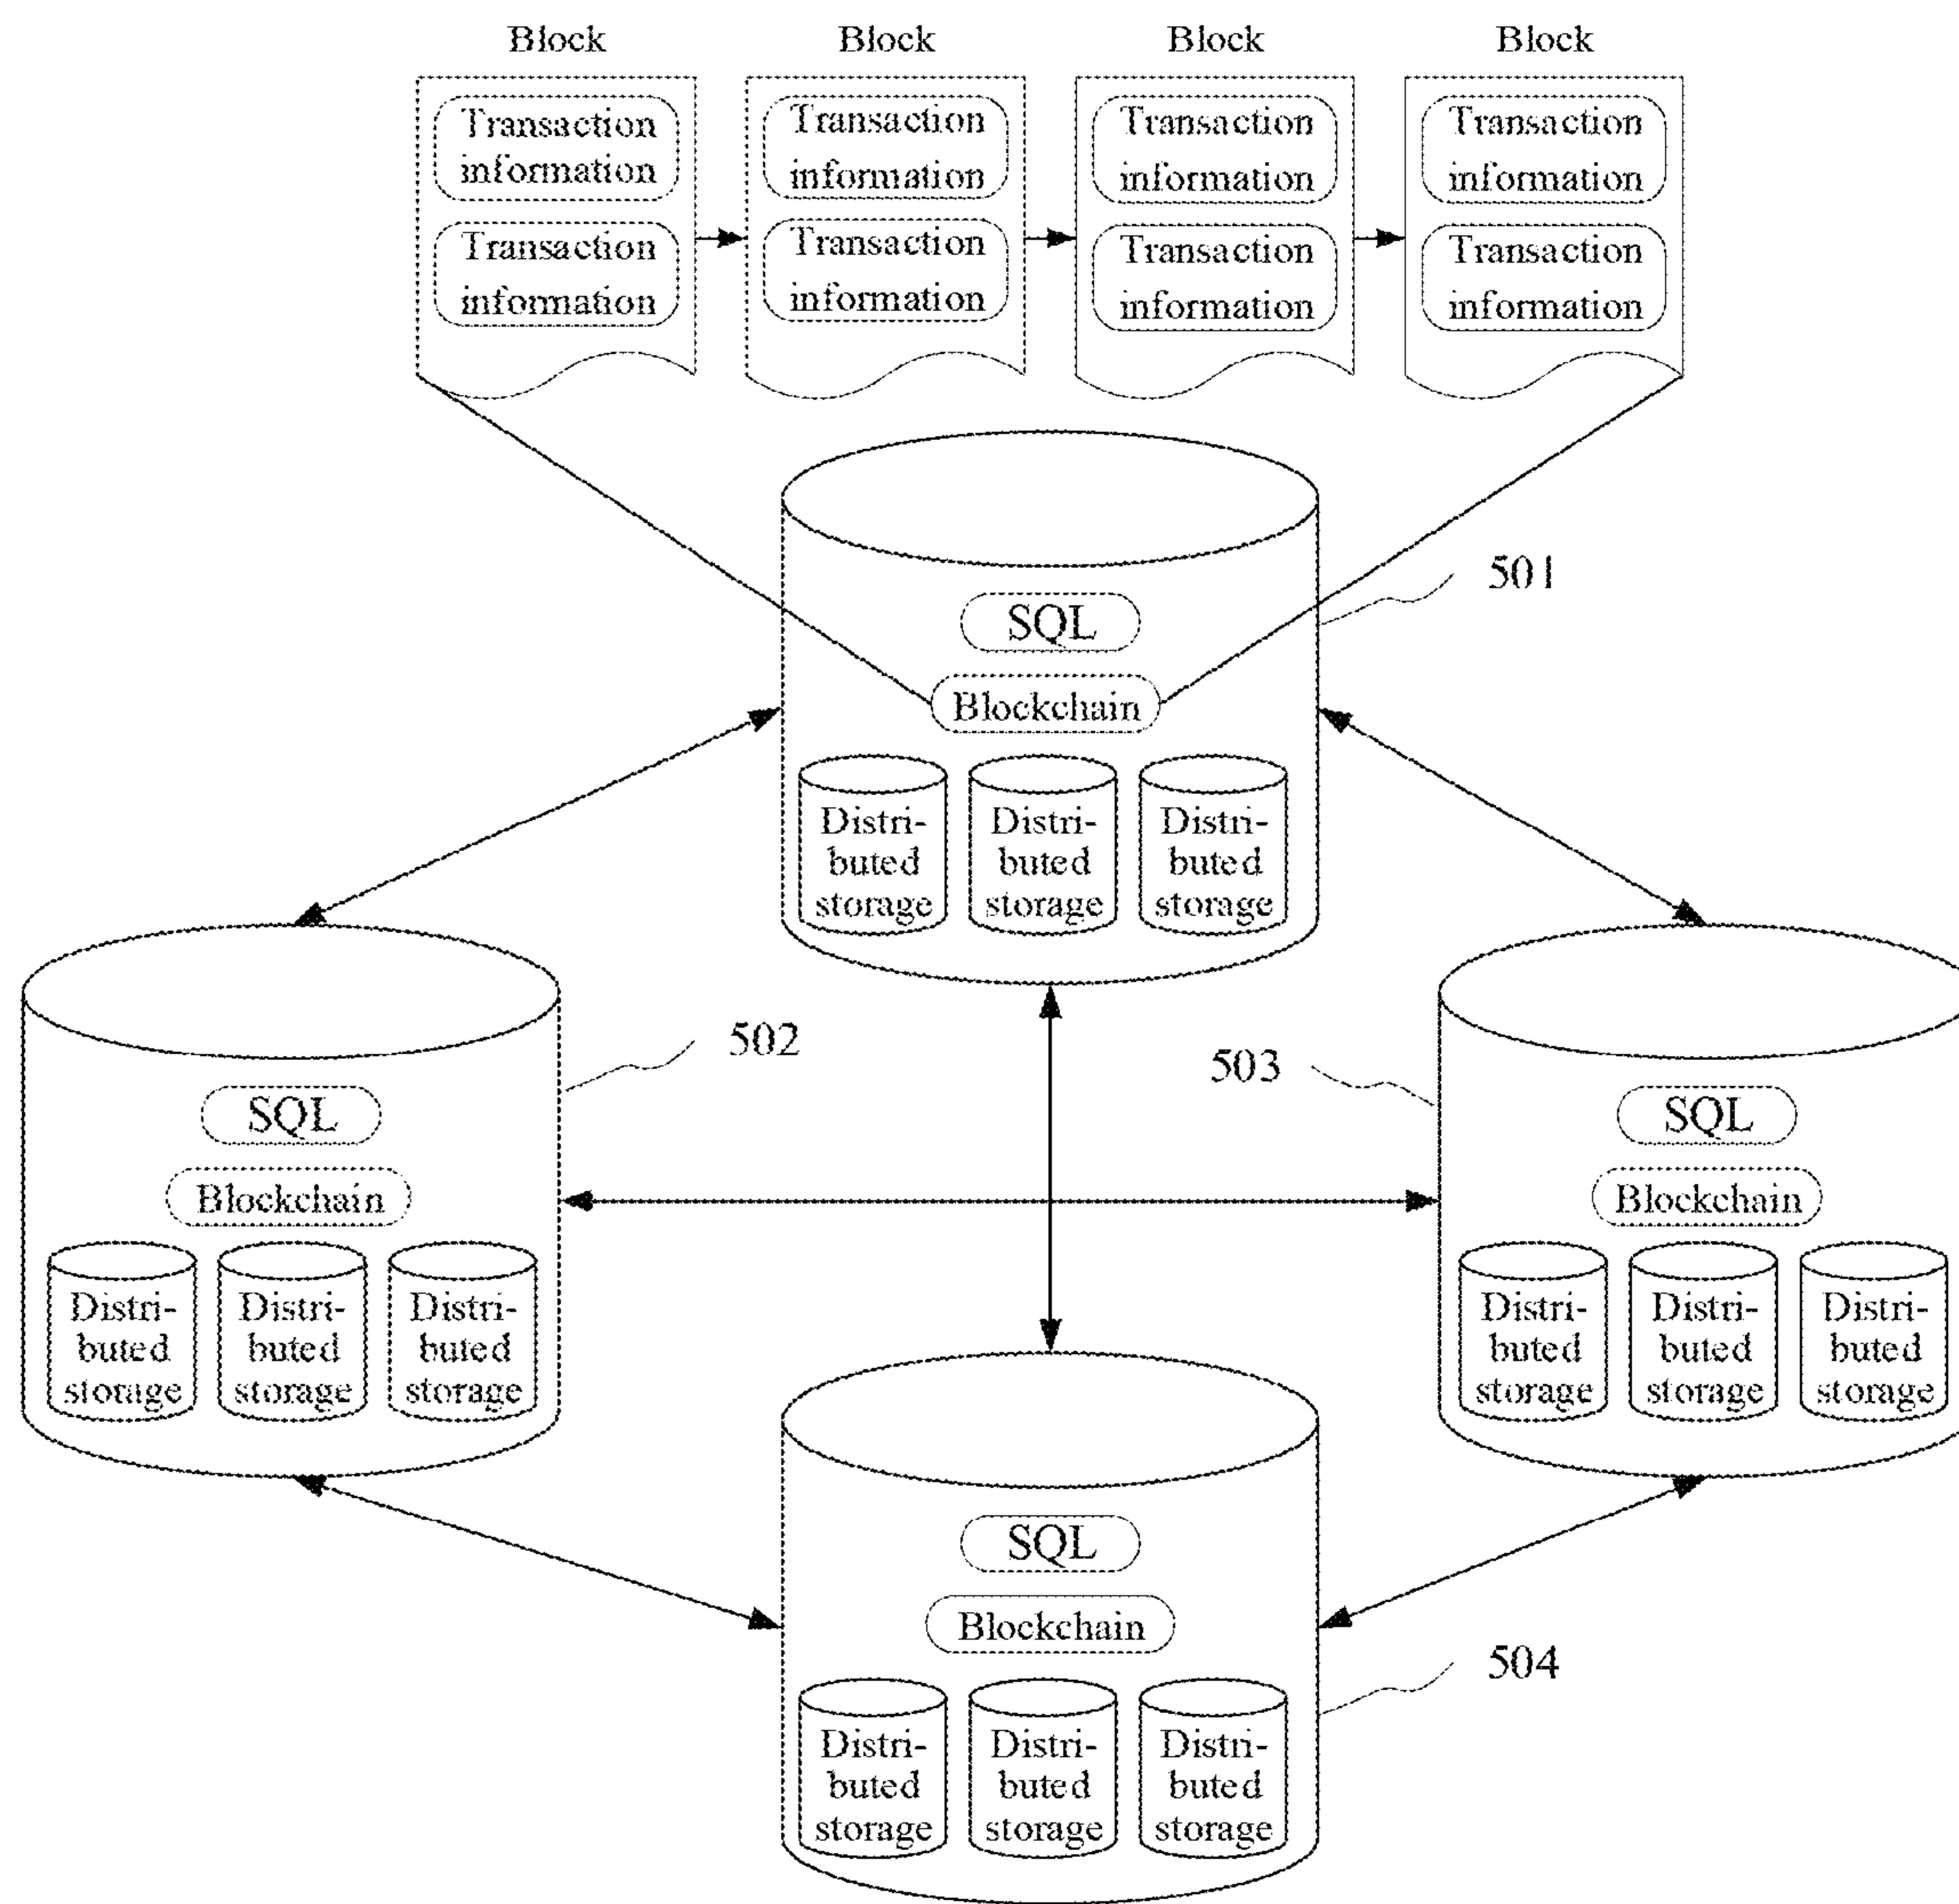 Block Block Block Block
Transaction Transaction Transaction Transaction
information information information information
Transaction Transaction Transaction Transaction
information information information information
501
SQL
Blockchain
Distri- Distri- Distri-
buted buted buted
storage storage storage
502
503
SQL
Blockchain
Distri- Distri- Distri-
buted buted buted
storage storage storage
SQL
Blockchain
Distri- Distri- Distri-
buted buted buted
storage storage storage
SQL
Blockchain
504
Distri- Distri- Distri-
buted buted buted
storage storage storage